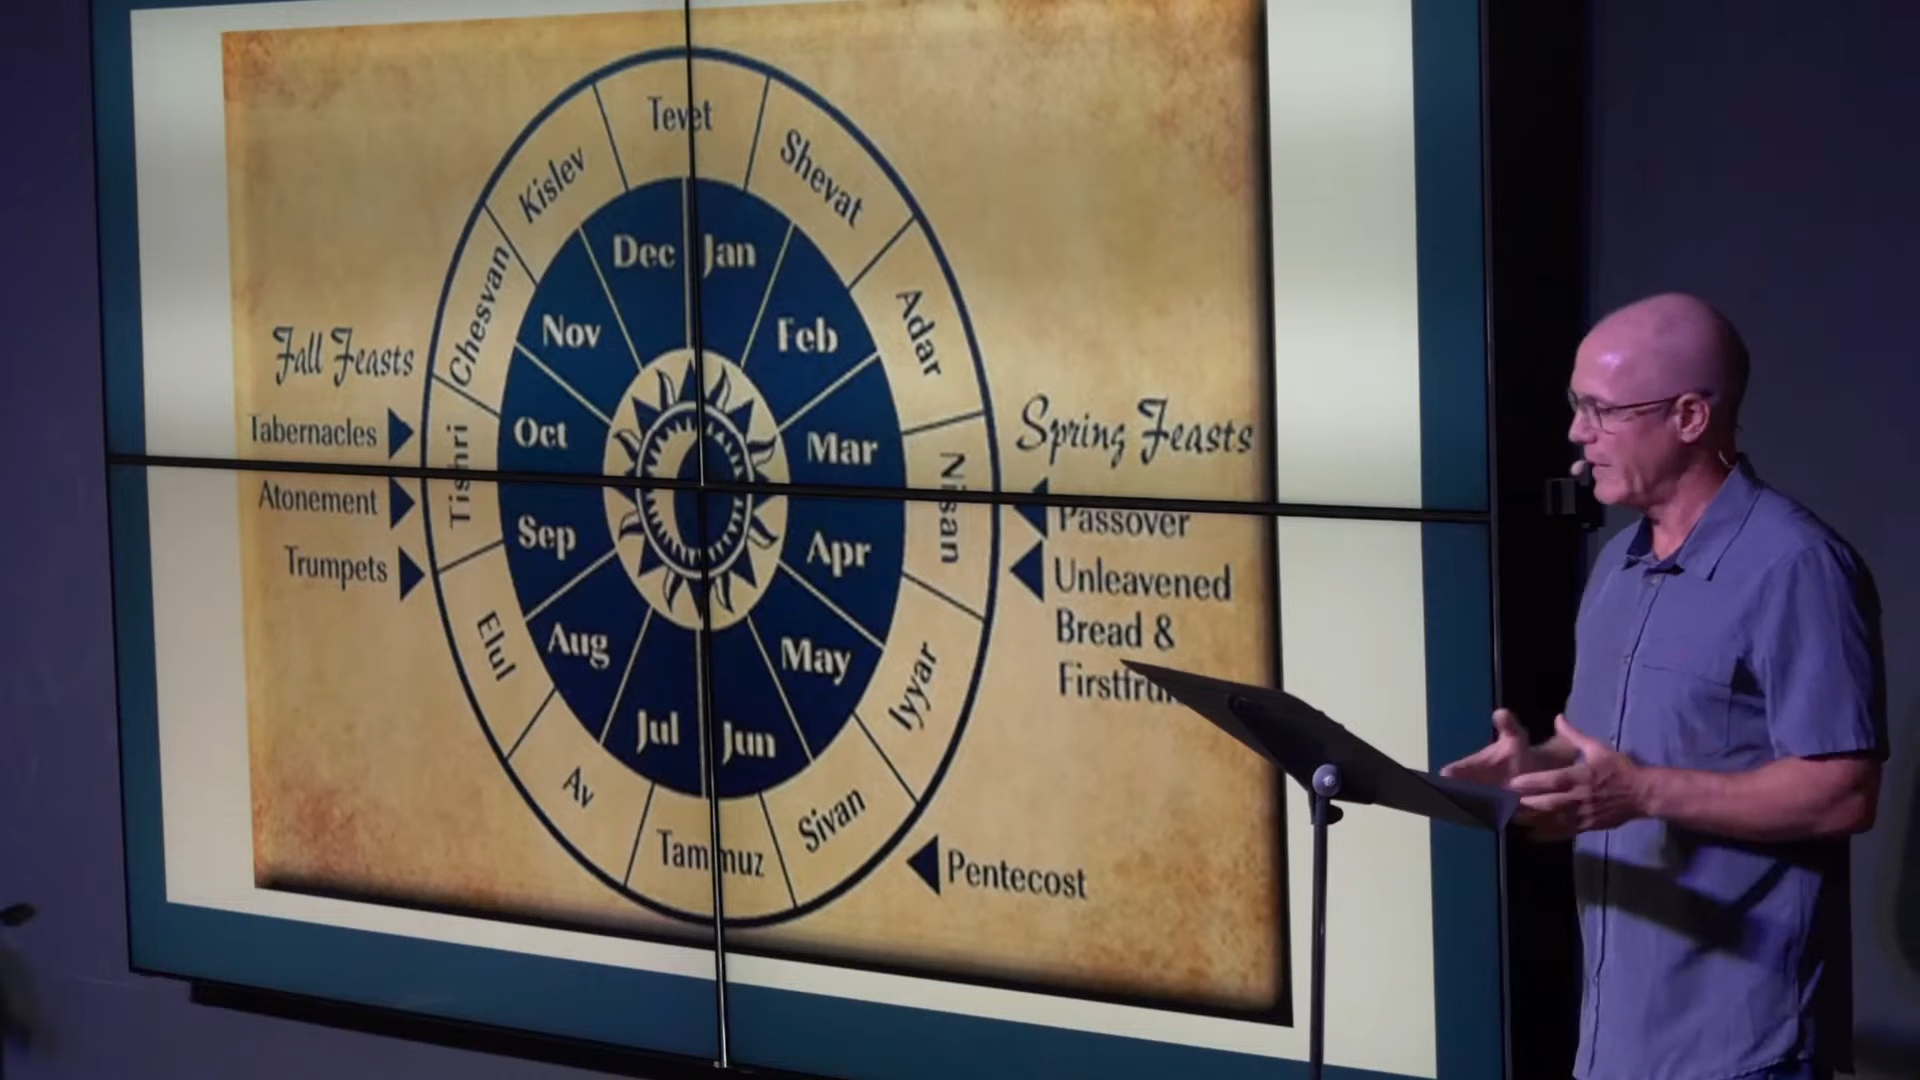 Tevet
Shevat
Adar
Nissan
Iyyar
Sivan
Tammuz
Av
Elul
Tishri
Chesvan
Kislev
Jan
Feb
Mar
Apr
May
Jun
Jul
Aug
Sep
Oct
Nov
Dec
Fall Feasts
Tabernacles
Atonement
Trumpets
Spring Feasts
Passover
Unleavened
Bread &
Pentecost